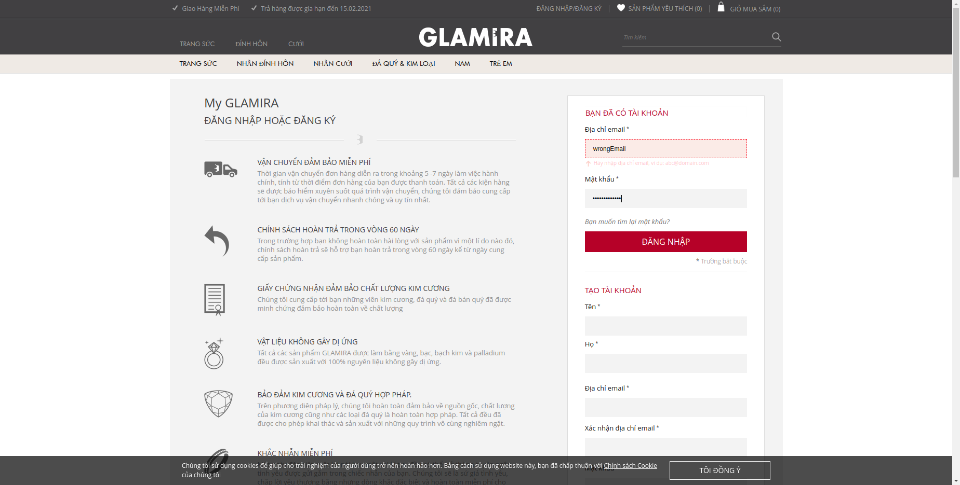 Giao Hàng Miễn Phí
Trả hàng được gia hạn đến 15.02.2021
ĐĂNG NHẬP/ĐĂNG KÝ
SẢN PHẨM YÊU THÍCH (0)
GIỎ MUA SẮM (0)
TRANG SỨC
ĐÍNH HÔN
CƯỚI
GLAMIRA
Tìm kiếm
TRANG SỨC
NHẪN ĐÍNH HÔN
NHẪN CƯỚI
ĐÁ QUÝ & KIM LOẠI
NAM
TRẺ EM
My GLAMIRA
ĐĂNG NHẬP HOẶC ĐĂNG KÝ
VẬN CHUYỂN ĐẢM BẢO MIỄN PHÍ
Thời gian vận chuyển đơn hàng diễn ra trong khoảng 5- 7 ngày làm việc hành
chính, tính từ thời điểm đơn hàng của bạn được thanh toán. Tất cả các kiện hàng
sẽ được bảo hiểm xuyên suốt quá trình vận chuyển, chúng tôi đảm bảo cung cấp
tới bạn dịch vụ vận chuyển nhanh chóng và uy tín nhất.
CHÍNH SÁCH HOÀN TRẢ TRONG VÒNG 60 NGÀY
Trong trường hợp bạn không hoàn toàn hài lòng với sản phẩm vì một lí do nào đó,
chính sách hoàn trả sẽ hỗ trợ bạn hoàn trả trong vòng 60 ngày kể từ ngày cung
cấp sản phẩm.
GIẤY CHỨNG NHẬN ĐẢM BẢO CHẤT LƯỢNG KIM CƯƠNG
Chúng tôi cung cấp tới bạn những viên kim cương, đá quý và đá bán quý đã được
minh chứng đảm bảo hoàn toàn về chất lượng
VẬT LIỆU KHÔNG GÂY DỊ ỨNG
Tất cả các sản phẩm GLAMIRA được làm bằng vàng, bạc, bạch kim và palladium
đều được sản xuất với 100% nguyên liệu không gây dị ứng.
BẢO ĐẢM KIM CƯƠNG VÀ ĐÁ QUÝ HỢP PHÁP.
Trên phương diện pháp lý, chúng tôi hoàn toàn đảm bảo về nguồn gốc, chất lượng
của kim cương cũng như các loại đá quý là hoàn toàn hợp pháp. Tất cả đều đã
được cho phép khai thác và sản xuất với những quy trình vô cùng nghiêm ngặt.
KHẮC NHẪN MIỄN PHÍ
BẠN ĐÃ CÓ TÀI KHOẢN
Địa chỉ email *
wrongEmail
Mật khẩu *
Bạn muốn tìm lại mật khẩu?
ĐĂNG NHẬP
* Trường bắt buộc
TẠO TÀI KHOẢN
Tên *
Họ *
Địa chỉ email *
Xác nhận địa chỉ email *
Chúng tôi sử dụng cookies để giúp cho trải nghiệm của người dùng trở nên hoàn hảo hơn. Bằng cách sử dụng website này, bạn đã chấp thuận với Chính sách Cookie
của chúng tô
TÔI ĐỒNG Ý